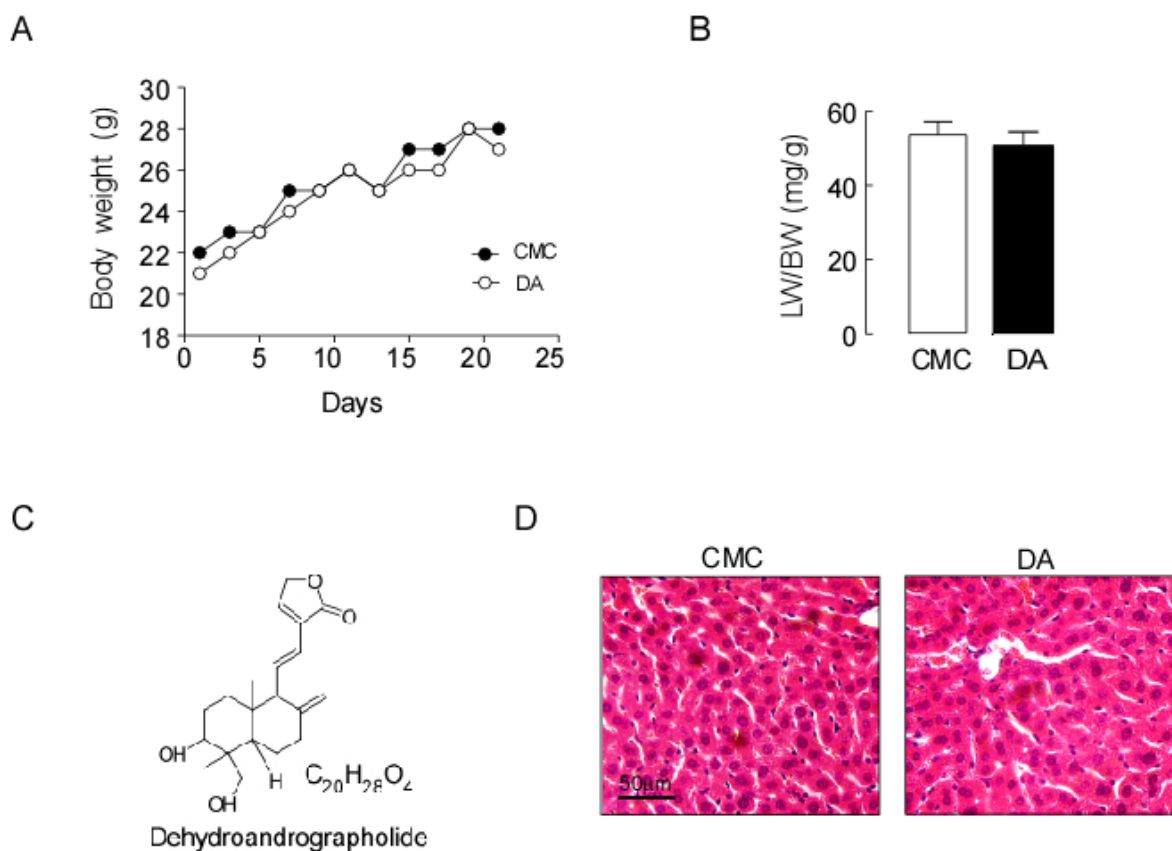 A
Body weight (g)
30
28
26
24
22
20
18
0 5 10 15 20 25
Days
CMC
DA
B
LW/BW (mg/g)
60
40
20
0
CMC DA
C
O
O
OH
H
OH
C20H28O4
Dehydroandrographolide
D
CMC DA
50μm